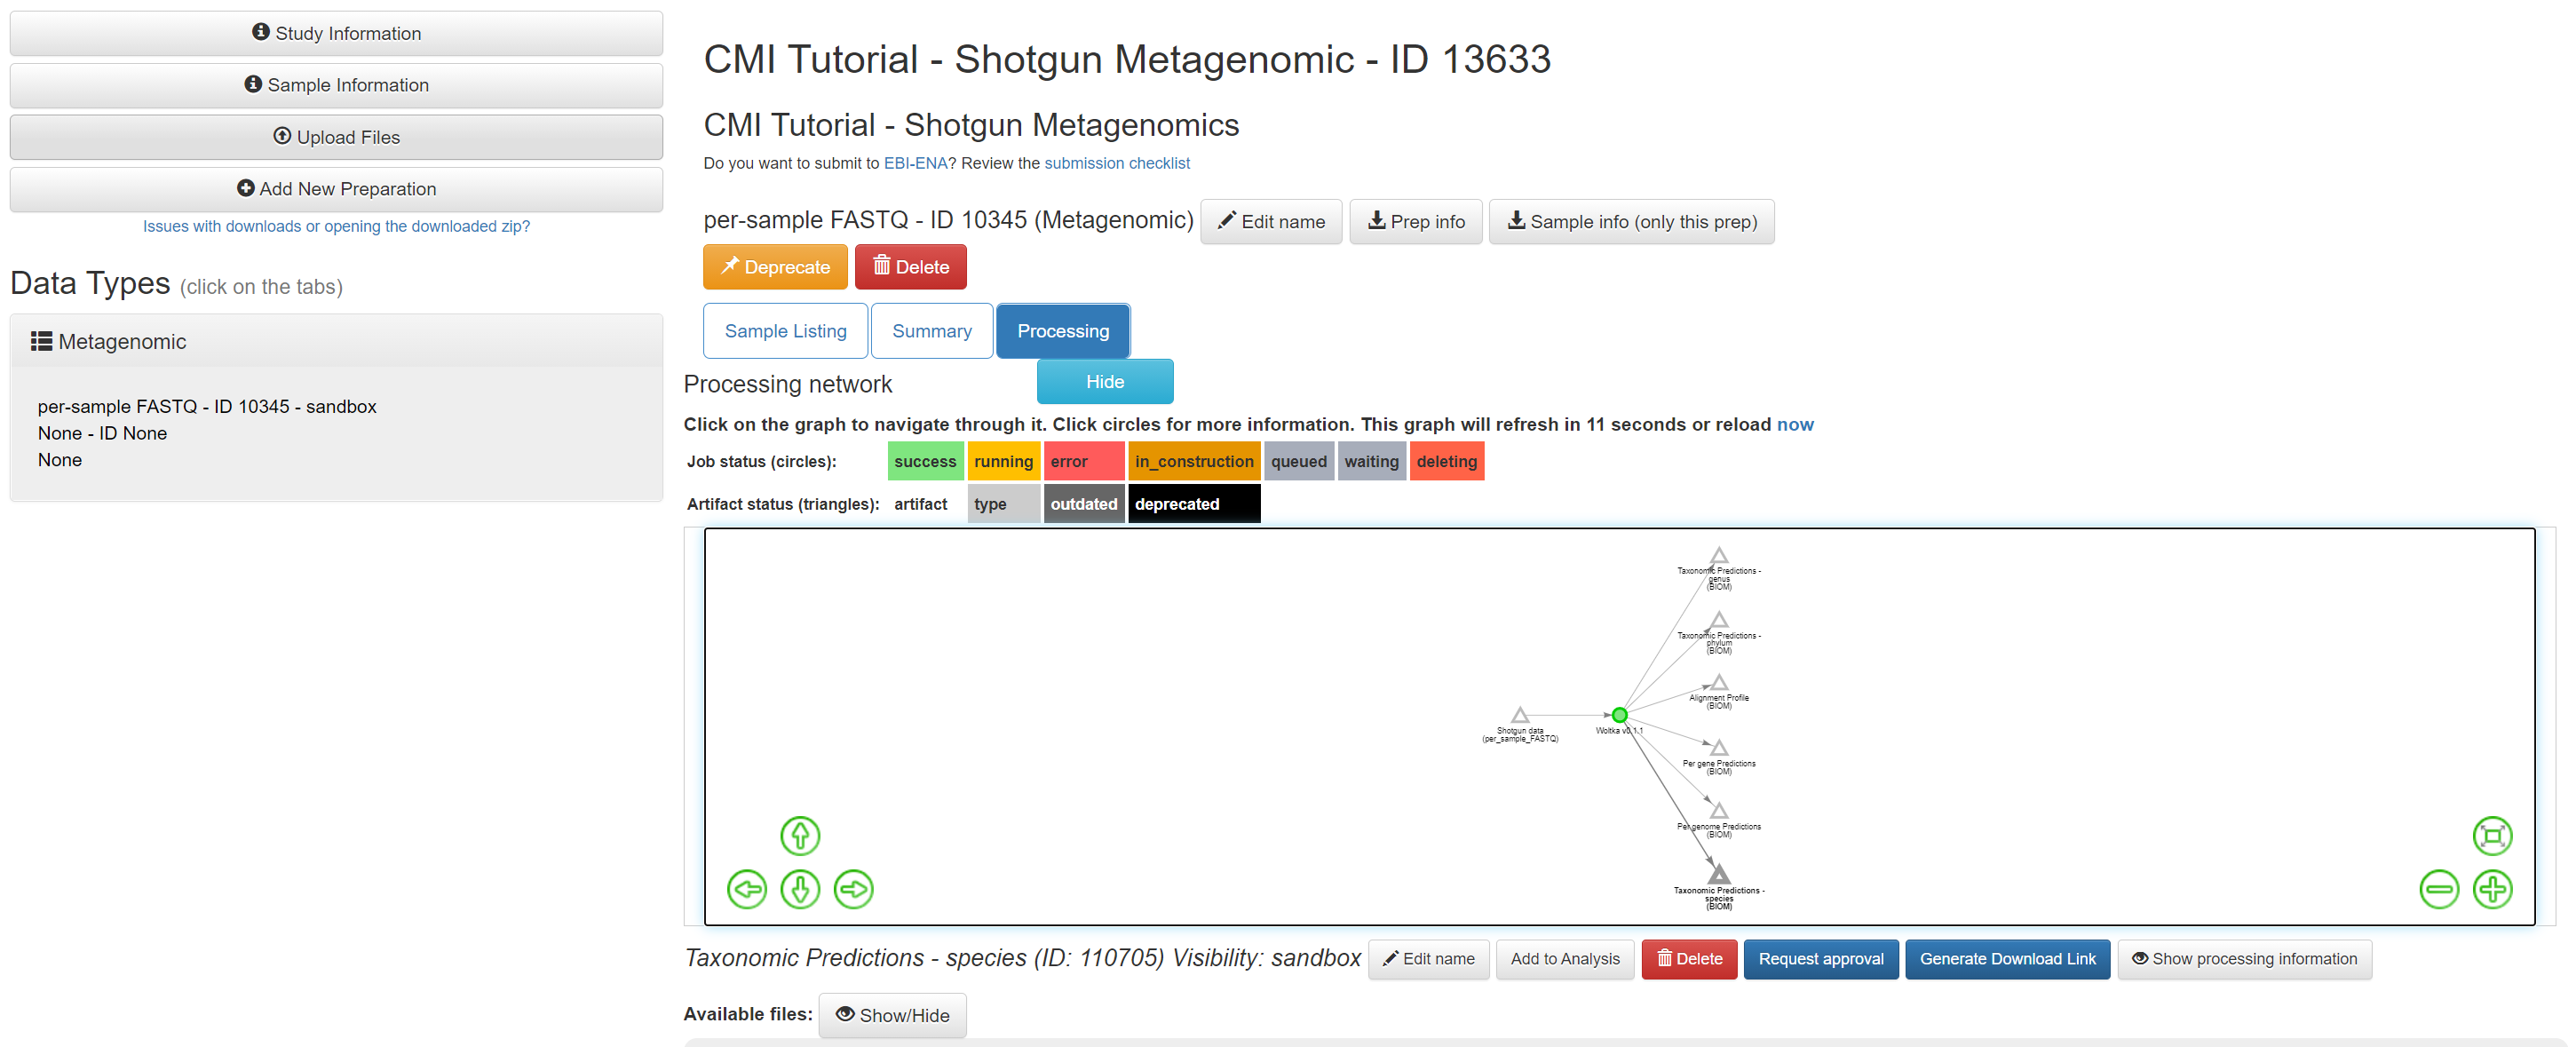 Study Information
Sample Information
Upload Files
Add New Preparation
Issues with downloads or opening the downloaded zip?
Data Types (click on the tabs)
Metagenomic
per-sample FASTQ - ID 10345 - sandbox
None - ID None
None
CMI Tutorial - Shotgun Metagenomic - ID 13633
CMI Tutorial - Shotgun Metagenomics
Do you want to submit to EBI-ENA? Review the submission checklist
per-sample FASTQ - ID 10345 (Metagenomic) Edit name Prep info Sample info (only this prep)
Deprecate Delete
Sample Listing Summary Processing
Processing network Hide
Click on the graph to navigate through it. Click circles for more information. This graph will refresh in 11 seconds or reload now
Job status (circles): success running error in_construction queued waiting deleting
Artifact status (triangles): artifact type outdated deprecated
Taxonomic Predictions -
genus
(BIOM)
Taxonomic Predictions -
phylum
(BIOM)
Alignment Profile
(BIOM)
Shotgun data
(per_sample_FASTQ)
Woltka v0.1.1
Per gene Predictions
(BIOM)
Per genome Predictions
(BIOM)
Taxonomic Predictions -
species
(BIOM)
Taxonomic Predictions - species (ID: 110705) Visibility: sandbox Edit name Add to Analysis Delete Request approval Generate Download Link Show processing information
Available files: Show/Hide